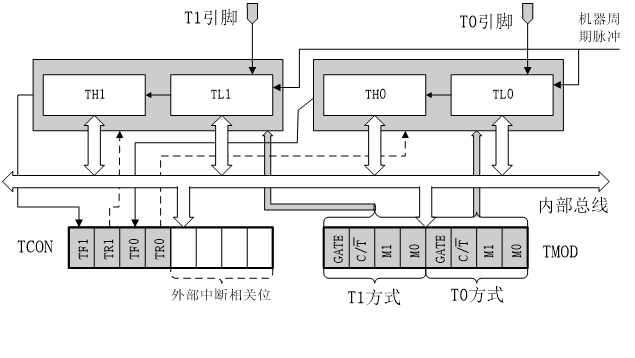 T1引脚
T0引脚
机器周
期脉冲
TH1
TL1
TH0
TL0
内部总线
TCON
TF1
TR1
TF0
TR0
GATE
C/T̅
M1
M0
GATE
C/T̅
M1
M0
TMOD
外部中断相关位
T1方式
T0方式